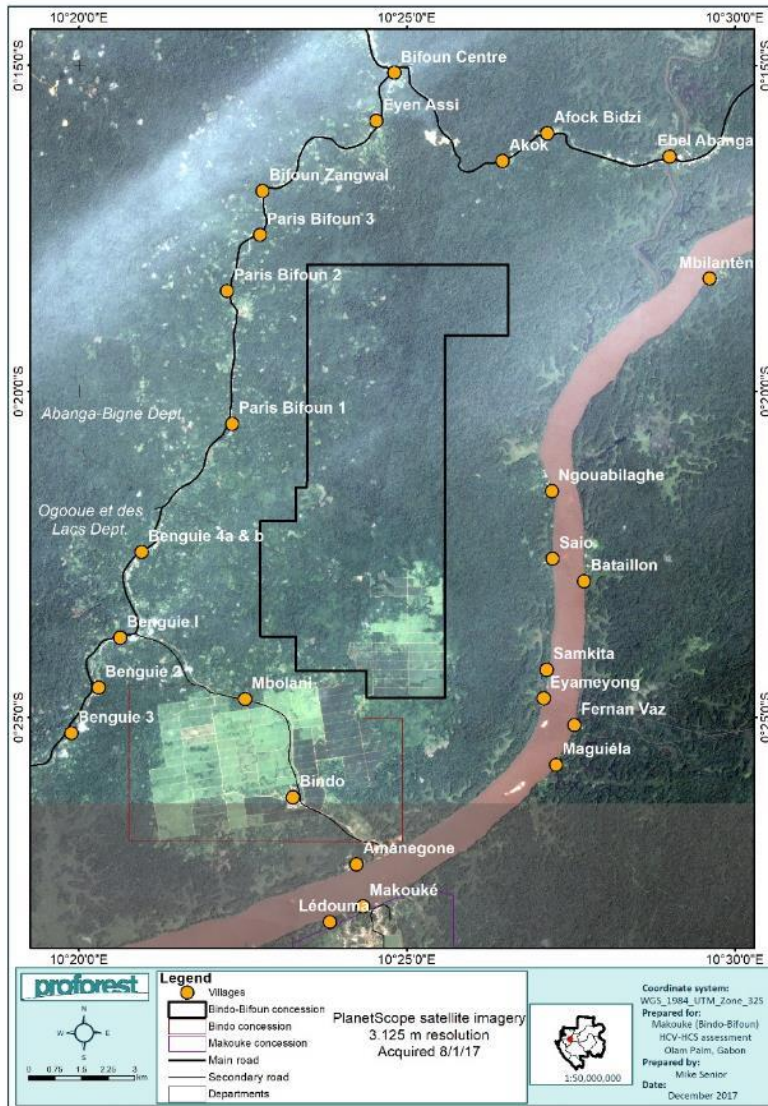 10°20'0"E 10°25'0"E 10°30'0"E
0°15'0"S 0°15'0"S
Bifoun Centre
Eyen Assi
Afock Bidzi
Akok
Ebel Abanga
Bifoun Zangwal
Paris Bifoun 3
Mbilantèn
Paris Bifoun 2
0°20'0"S 0°20'0"S
Abanga-Bigne Dept.
Paris Bifoun 1
Ngouabilaghe
Ogooue et des
Lacs Dept.
Benguie 4a & b
Saio
Bataillon
Benguie I
Samkita
Benguie 2
Mbolani
Eyameyong
Fernan Vaz
Benguie 3
0°25'0"S 0°25'0"S
Maguiéla
Bindo
Amanegone
Makouké
Lédouma
10°20'0"E 10°25'0"E 10°30'0"E
proforest
N
W E
S
0 0.75 1.5 2.25 3
km
Legend
Villages
Bindo-Bifoun concession
Bindo concession
Makouke concession
Main road
Secondary road
Departments
PlanetScope satellite imagery
3.125 m resolution
Acquired 8/1/17
1:50,000,000
Coordinate system:
WGS_1984_UTM_Zone_32S
Prepared for:
Makouke (Bindo-Bifoun)
HCV-HCS assessment
Olam Palm, Gabon
Prepared by:
Mike Senior
Date:
December 2017